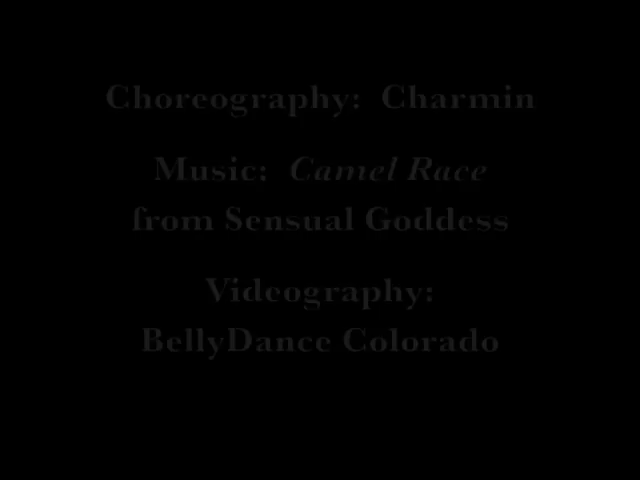 Choreography: Charmin
Music: Camel Race
from Sensual Goddess
Videography:
BellyDance Colorado